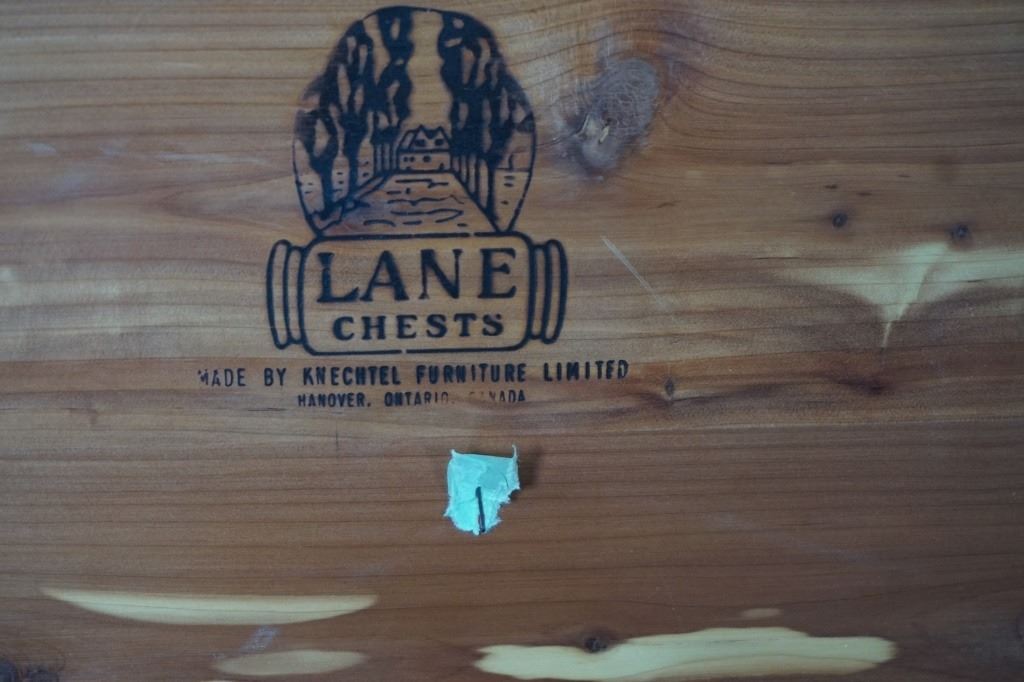 LANE
CHESTS
MADE BY KNECHTEL FURNITURE LIMITED
HANOVER, ONTARIO, CANADA